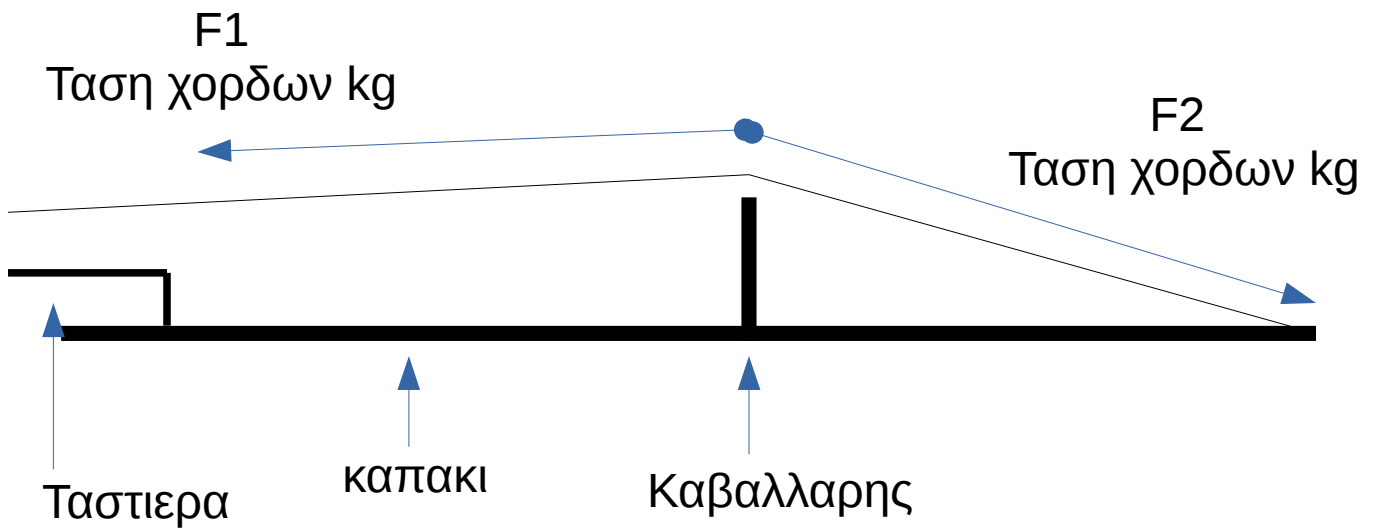 F1
Ταση χορδων kg
F2
Ταση χορδων kg
Ταστιερα
καπακι
Καβαλλαρης